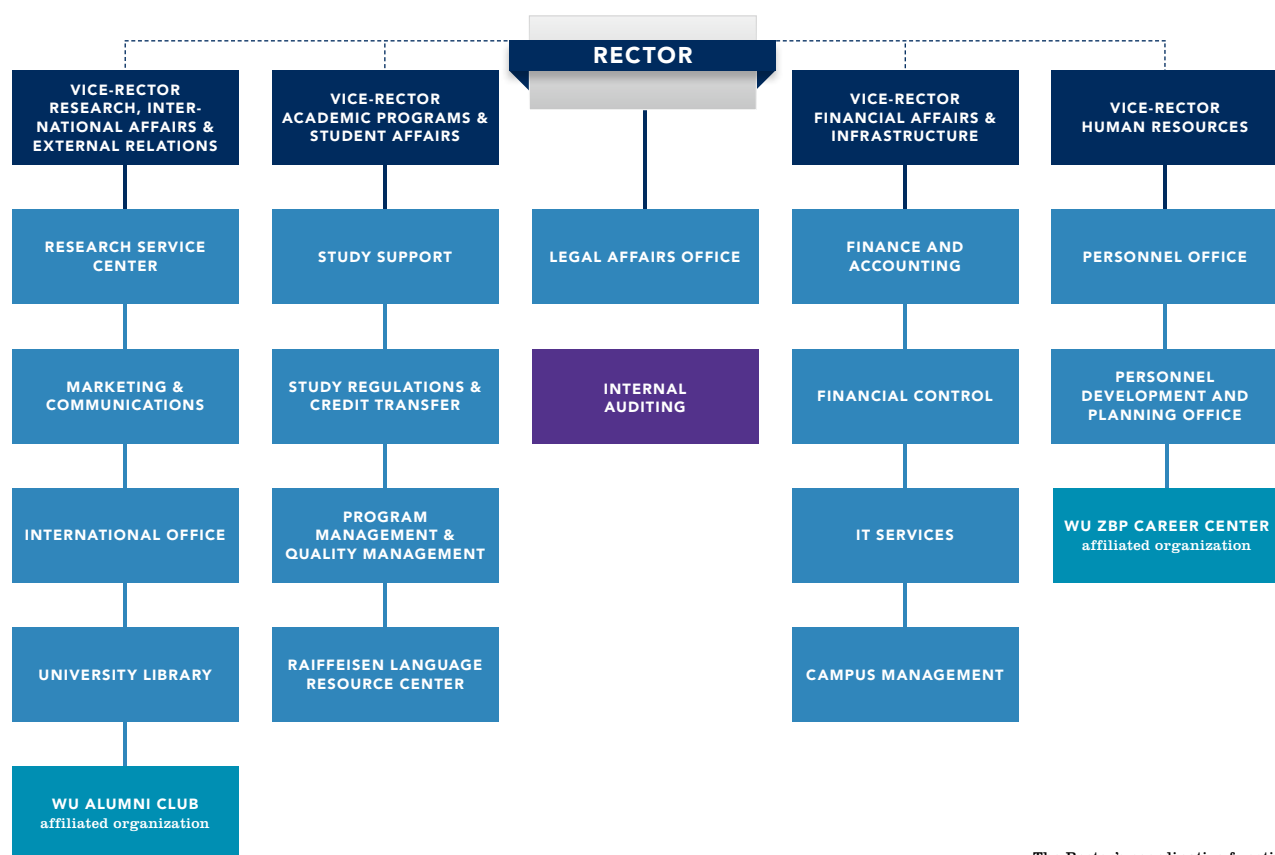 RECTOR
VICE-RECTOR
RESEARCH, INTER-
NATIONAL AFFAIRS &
EXTERNAL RELATIONS
VICE-RECTOR
ACADEMIC PROGRAMS &
STUDENT AFFAIRS
VICE-RECTOR
FINANCIAL AFFAIRS &
INFRASTRUCTURE
VICE-RECTOR
HUMAN RESOURCES
RESEARCH SERVICE
CENTER
STUDY SUPPORT
LEGAL AFFAIRS OFFICE
FINANCE AND
ACCOUNTING
PERSONNEL OFFICE
MARKETING &
COMMUNICATIONS
STUDY REGULATIONS &
CREDIT TRANSFER
INTERNAL
AUDITING
FINANCIAL CONTROL
PERSONNEL
DEVELOPMENT AND
PLANNING OFFICE
INTERNATIONAL OFFICE
PROGRAM
MANAGEMENT &
QUALITY MANAGEMENT
IT SERVICES
WU ZBP CAREER CENTER
affiliated organization
UNIVERSITY LIBRARY
RAIFFEISEN LANGUAGE
RESOURCE CENTER
CAMPUS MANAGEMENT
WU ALUMNI CLUB
affiliated organization